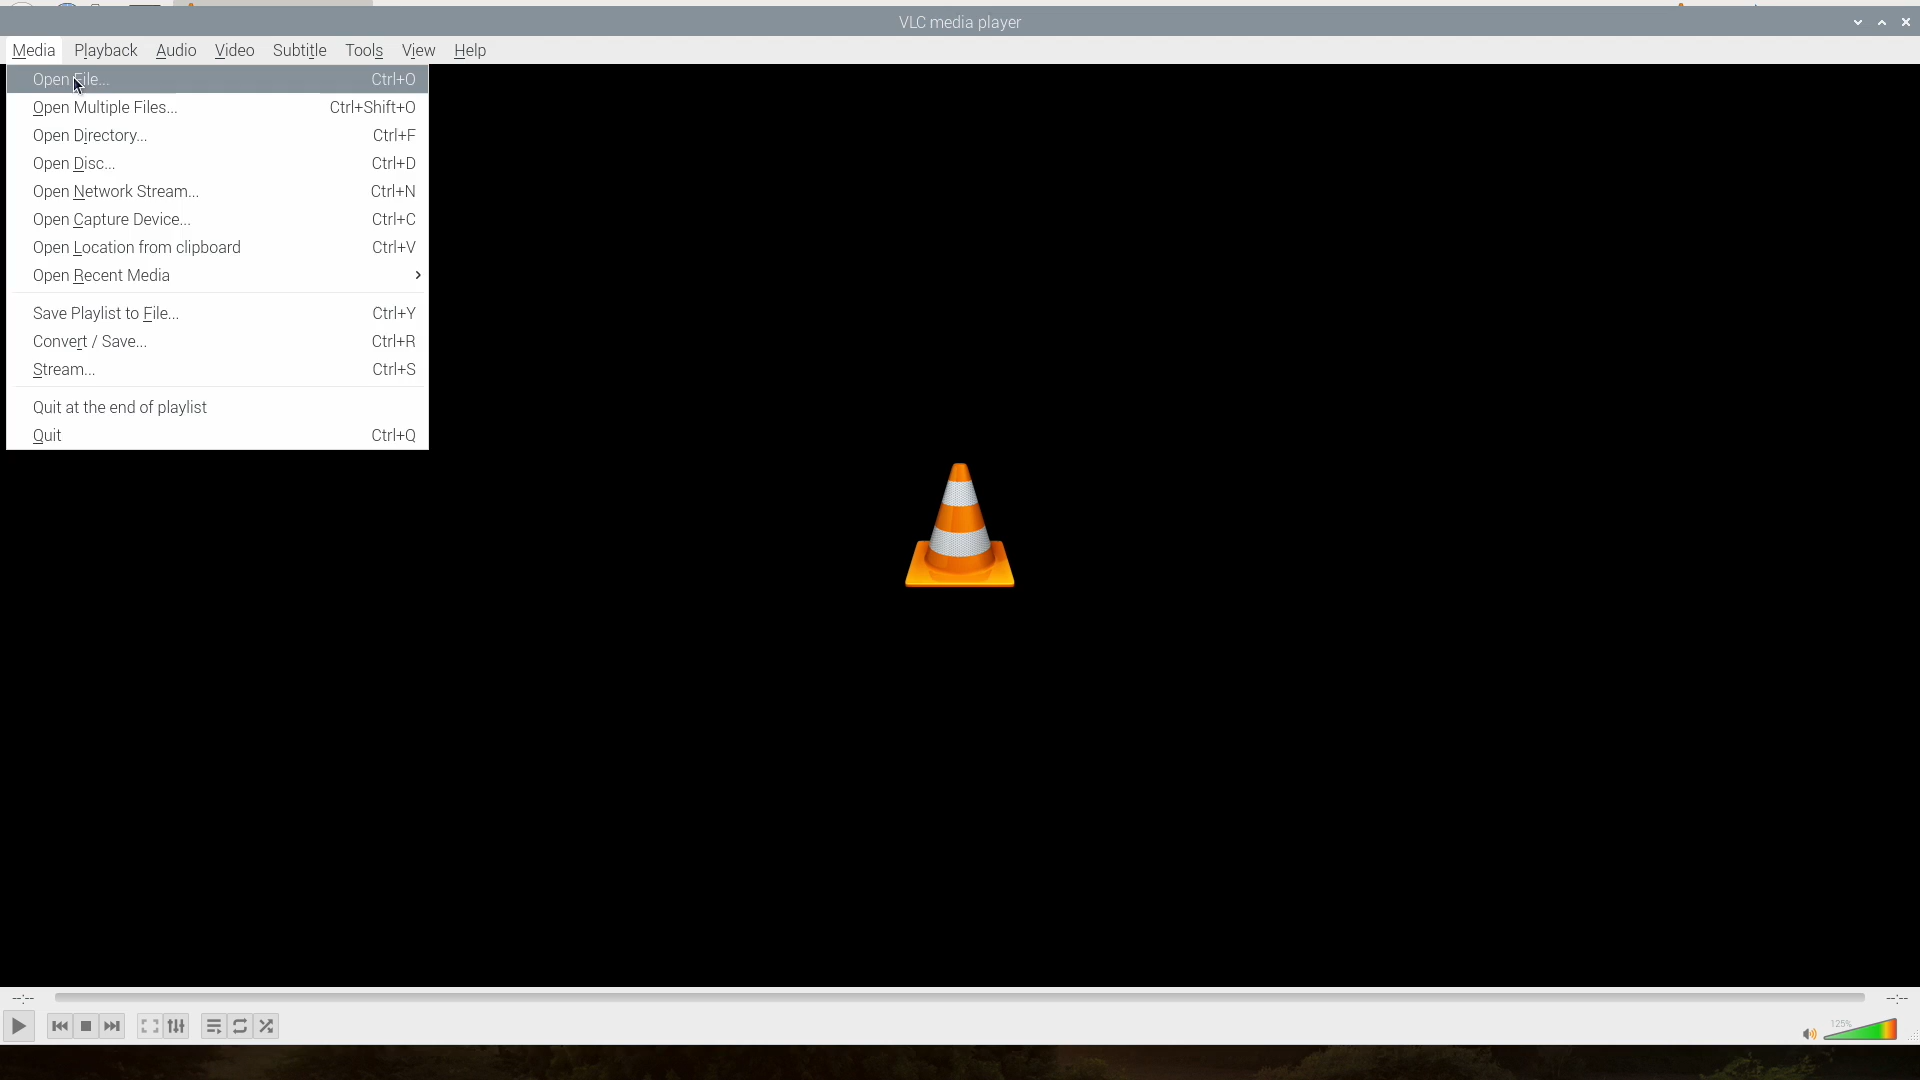 VLC media player
Media Playback Audio Video Subtitle Tools View Help
Open File... Ctrl+O
Open Multiple Files... Ctrl+Shift+O
Open Directory... Ctrl+F
Open Disc... Ctrl+D
Open Network Stream... Ctrl+N
Open Capture Device... Ctrl+C
Open Location from clipboard Ctrl+V
Open Recent Media
Save Playlist to File... Ctrl+Y
Convert / Save... Ctrl+R
Stream... Ctrl+S
Quit at the end of playlist
Quit Ctrl+Q
--:-- --:--
125%